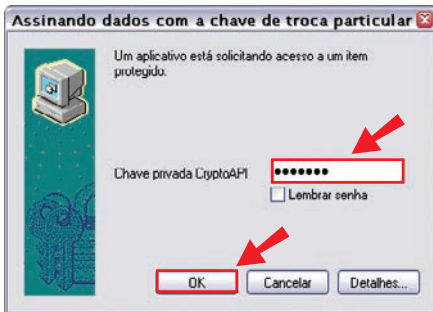 Assinando dados com a chave de troca particular
Um aplicativo está solicitando acesso a um item
protegido.
Chave privada CryptoAPI
•••••••
Lembrar senha
OK
Cancelar
Detalhes...